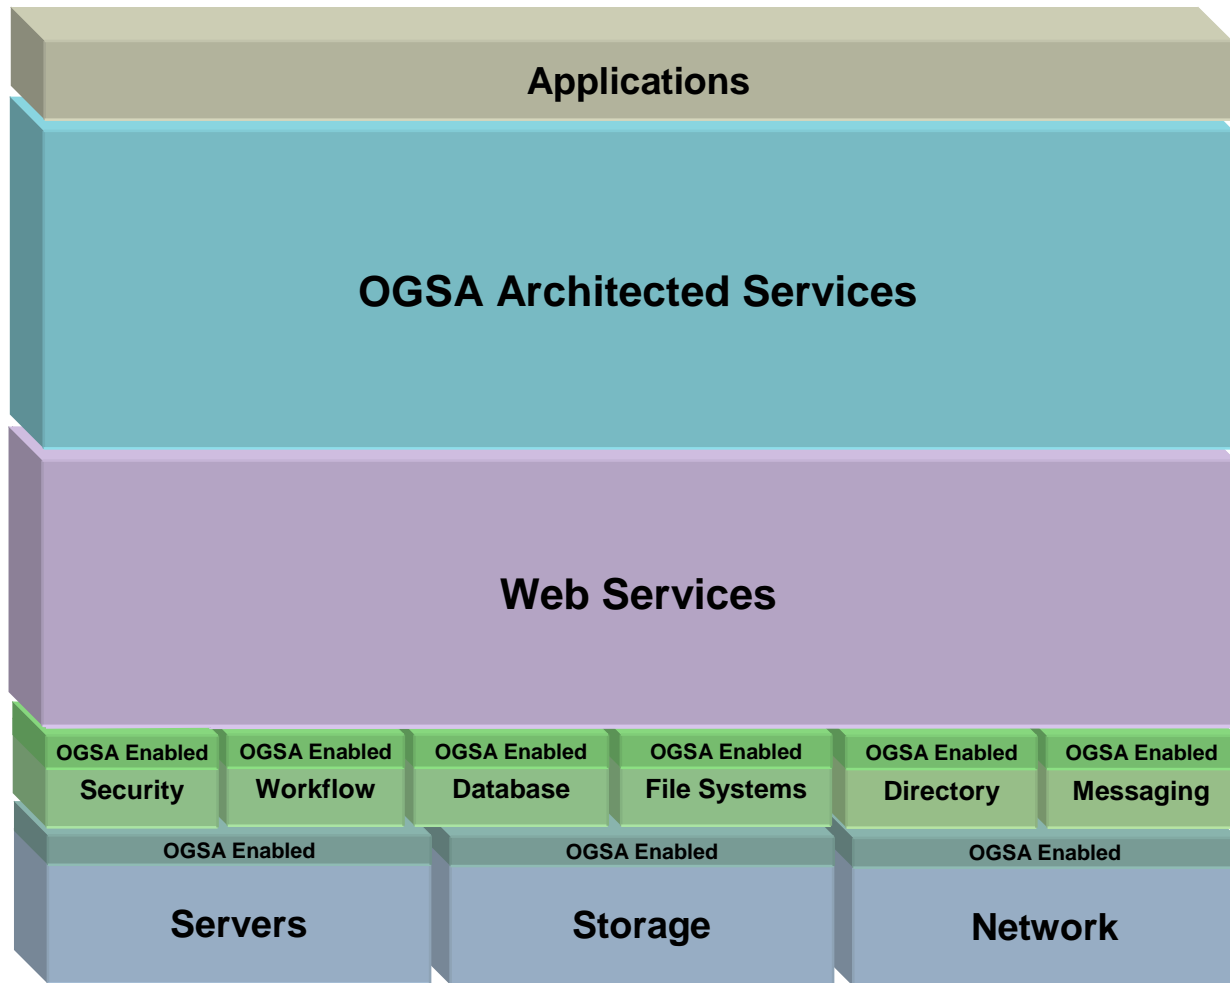 Applications
OGSA Architected Services
Web Services
OGSA Enabled OGSA Enabled OGSA Enabled OGSA Enabled OGSA Enabled OGSA Enabled
Security Workflow Database File Systems Directory Messaging
OGSA Enabled OGSA Enabled OGSA Enabled
Servers Storage Network